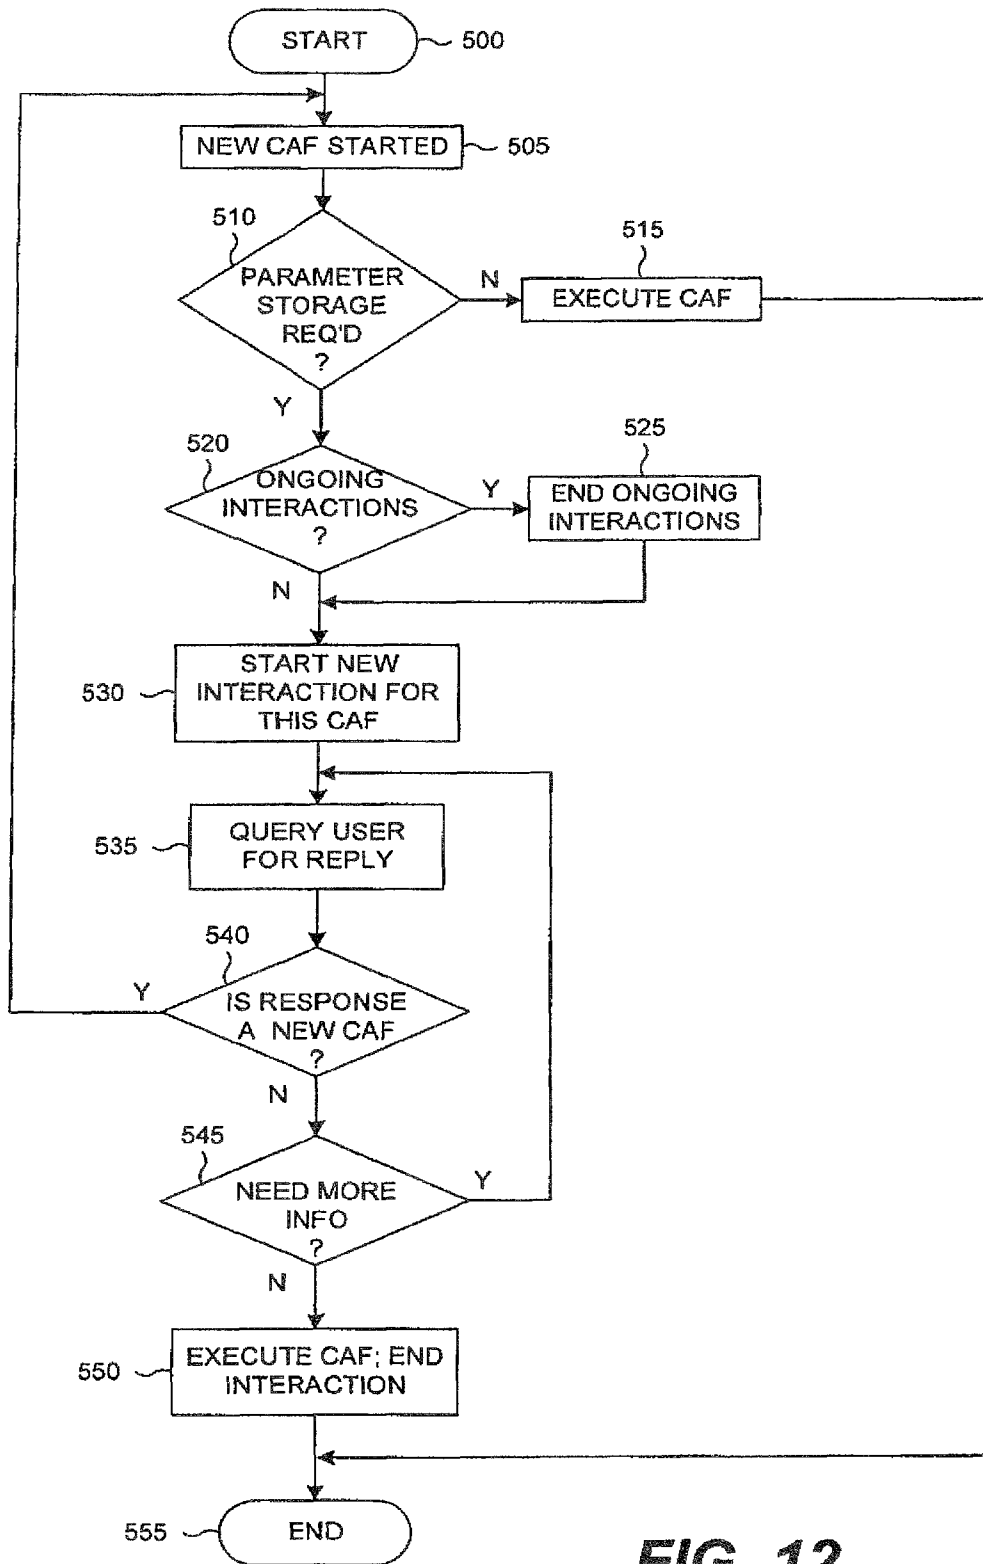 START
500
NEW CAF STARTED
505
510
PARAMETER
STORAGE
REQ'D
?
N
515
EXECUTE CAF
Y
520
ONGOING
INTERACTIONS
?
Y
525
END ONGOING
INTERACTIONS
N
530
START NEW
INTERACTION FOR
THIS CAF
535
QUERY USER
FOR REPLY
540
Y
IS RESPONSE
A NEW CAF
?
N
545
NEED MORE
INFO
?
Y
N
550
EXECUTE CAF; END
INTERACTION
555
END
FIG. 12